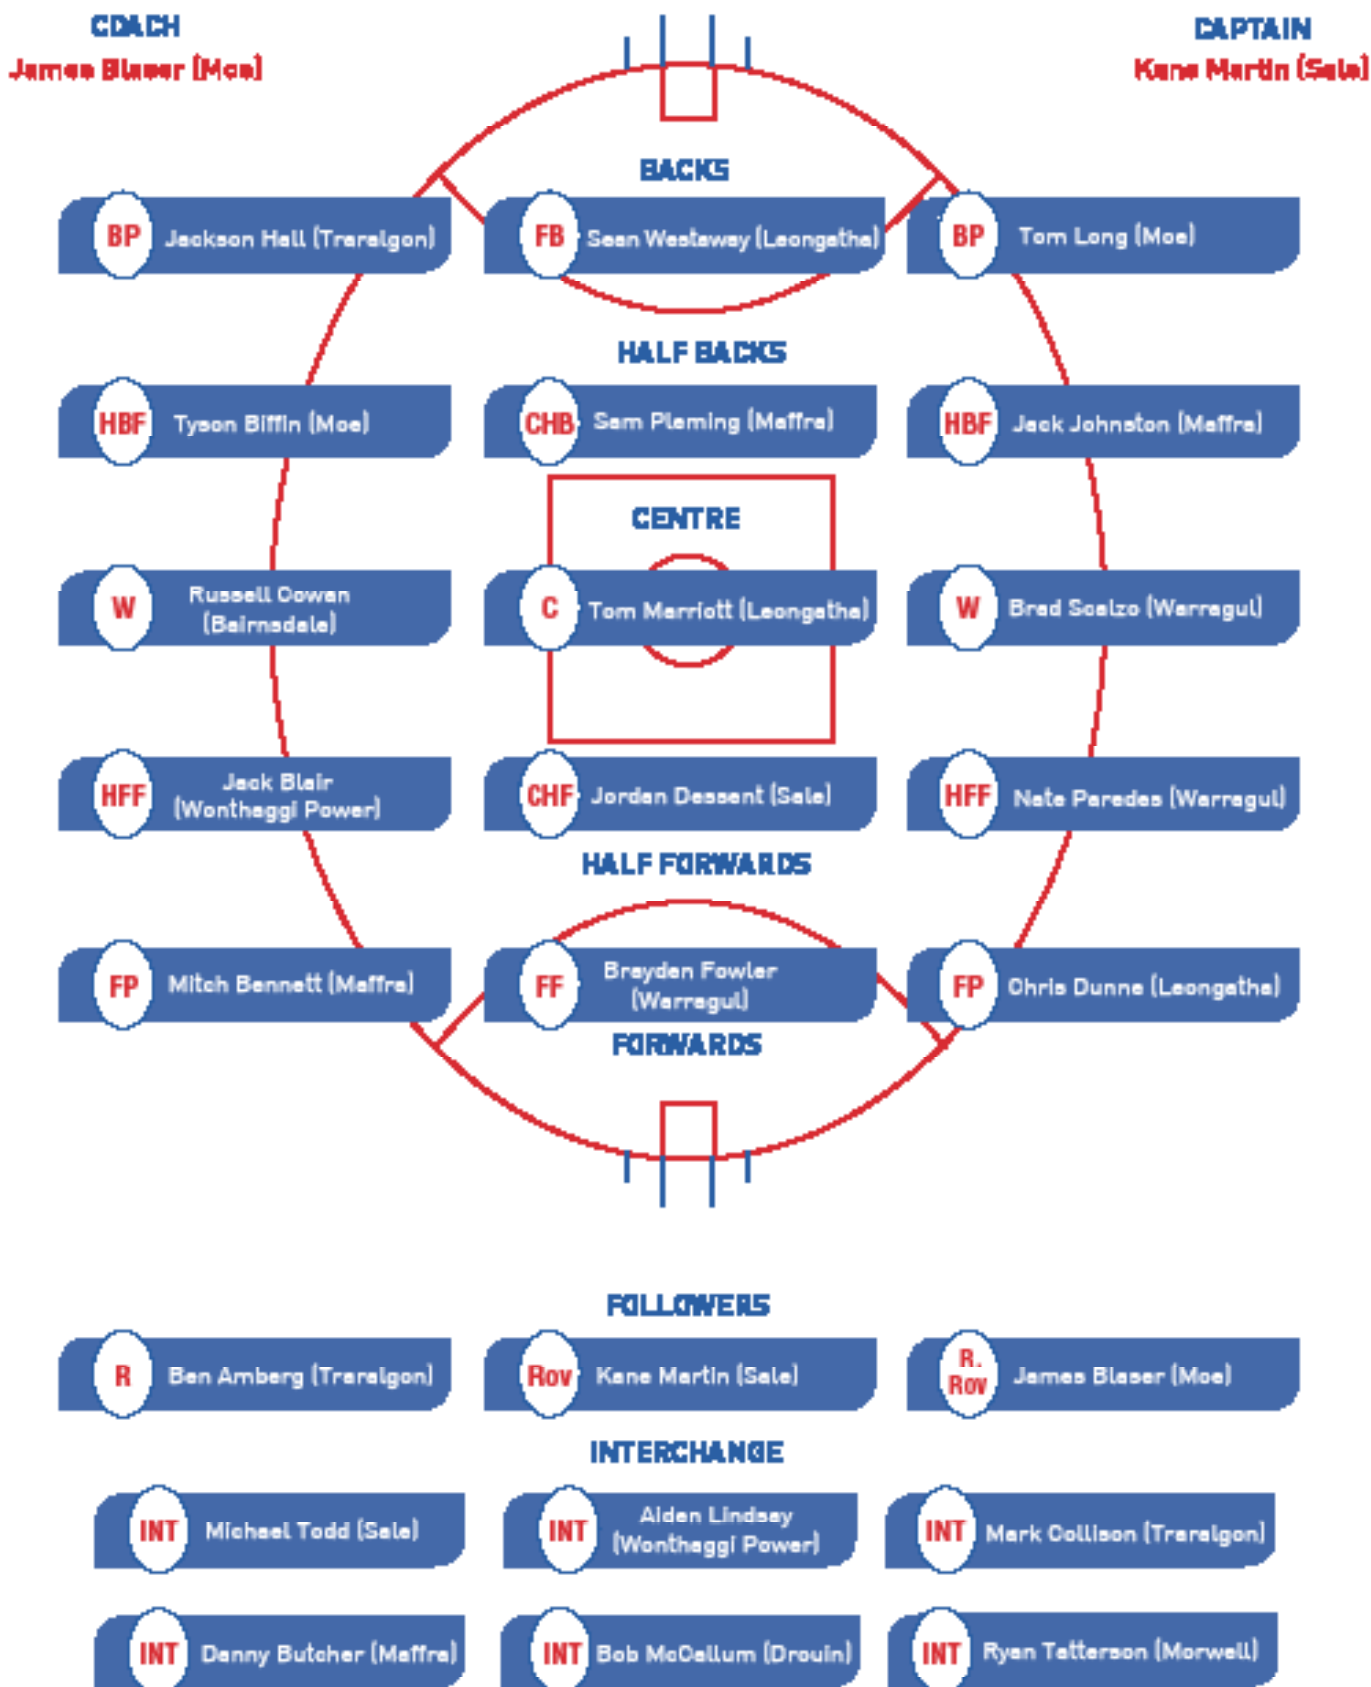 COACH
James Blaser (Moe)
CAPTAIN
Kane Martin (Sale)
BACKS
BP Jackson Hall (Traralgon)
FB Sean Westaway (Leongatha)
BP Tom Long (Moe)
HALF BACKS
HBF Tyson Biffin (Moe)
CHB Sam Pleming (Maffra)
HBF Jack Johnston (Maffra)
CENTRE
W Russell Cowan
(Bairnsdale)
C Tom Marriott (Leongatha)
W Brad Scalzo (Warragul)
HFF Jack Blair
(Wonthaggi Power)
CHF Jordan Dessent (Sale)
HFF Nate Paredes (Warragul)
HALF FORWARDS
FP Mitch Bennett (Maffra)
FF Brayden Fowler
(Warragul)
FP Chris Dunne (Leongatha)
FORWARDS
FOLLOWERS
R Ben Amberg (Traralgon)
Rov Kane Martin (Sale)
R.
Rov James Blaser (Moe)
INTERCHANGE
INT Michael Todd (Sale)
INT Aiden Lindsay
(Wonthaggi Power)
INT Mark Collison (Traralgon)
INT Danny Butcher (Maffra)
INT Bob McCallum (Drouin)
INT Ryan Tatterson (Morwell)